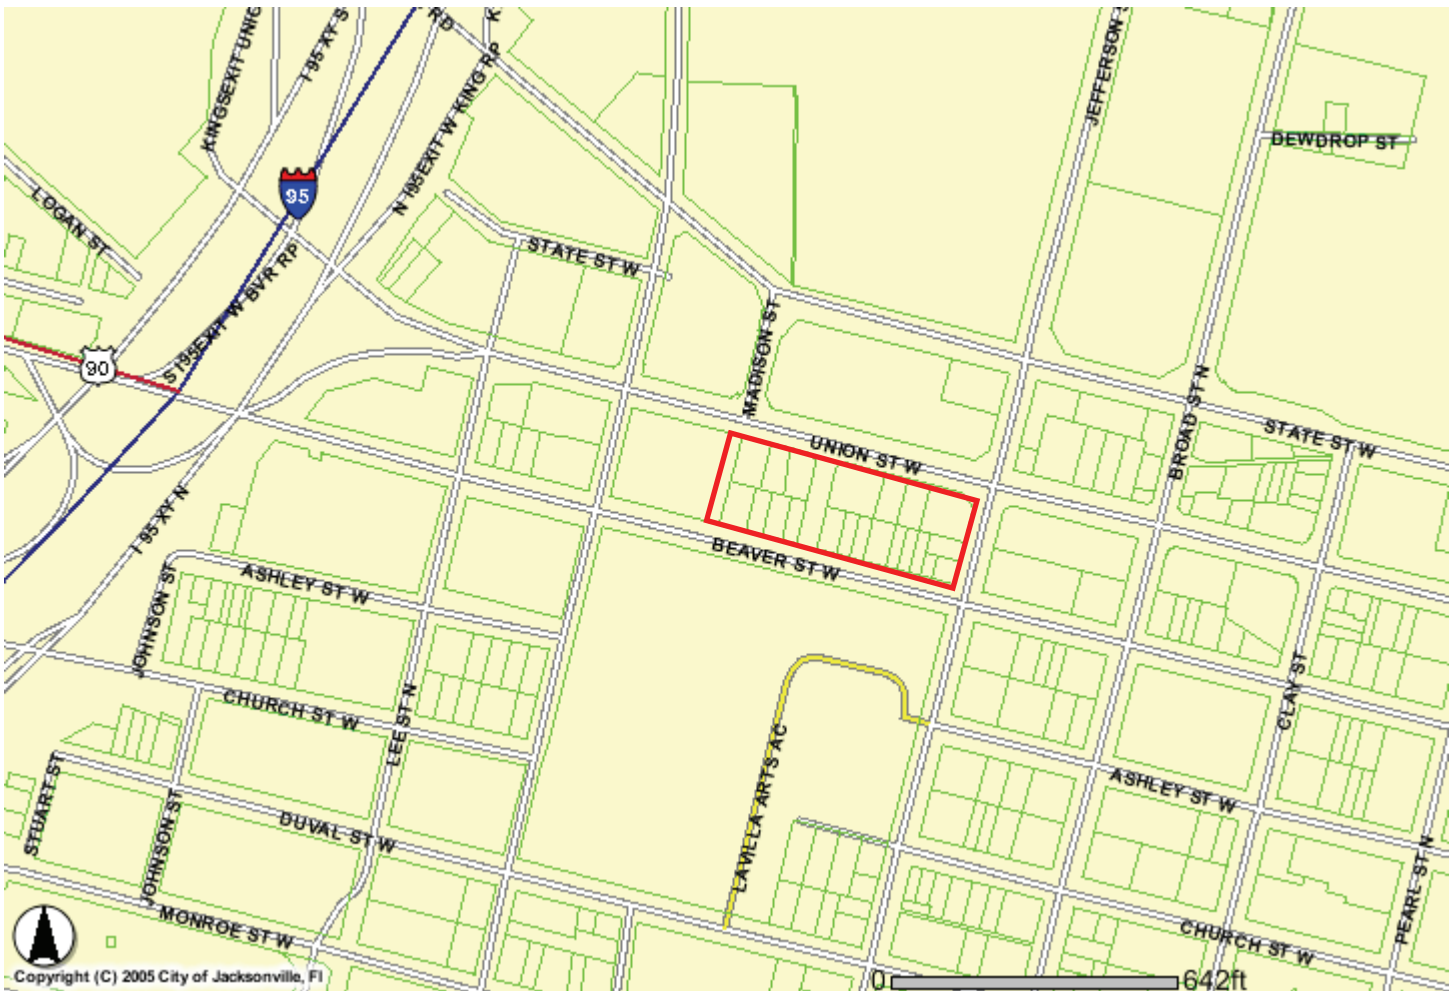 KINGSEXIT UNIC
I 95 XY S
RD
K
JEFFERSON S
N I95EXIT W KING RP
DEWDROP ST
95
LOGAN ST
STATE ST W
S I95EXIT W BVR RP
MADISON ST
90
BROAD ST N
STATE ST W
UNION ST W
I 95 XY N
BEAVER ST W
ASHLEY ST W
JOHNSON ST
CLAY ST
CHURCH ST W
LEE ST N
LAVILLA ARTS AC
ASHLEY ST W
STUART ST
JOHNSON ST
DUVAL ST W
PEARL ST N
MONROE ST W
CHURCH ST W
Copyright (C) 2005 City of Jacksonville, Fl
0 642ft